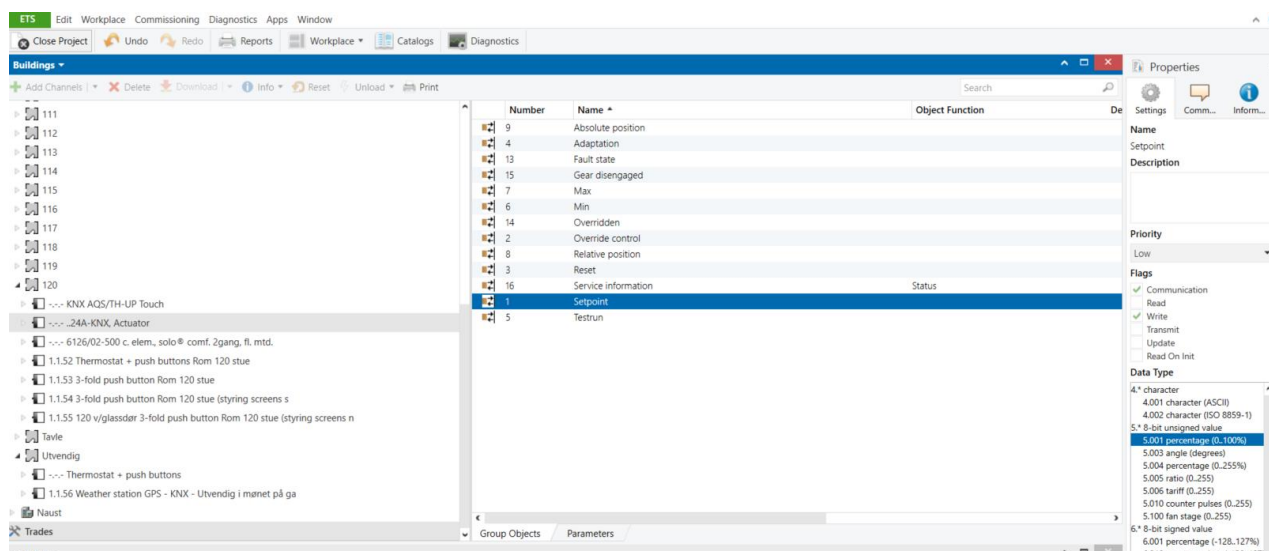 ETS Edit Workplace Commissioning Diagnostics Apps Window
Close Project Undo Redo Reports Workplace Catalogs Diagnostics
Buildings
Add Channels Delete Download Info Reset Unload Print Search
111
112
113
114
115
116
117
118
119
120
-.-.- KNX AQS/TH-UP Touch
-.-.- ..24A-KNX, Actuator
-.-.- 6126/02-500 c. elem., solo® comf. 2gang, fl. mtd.
1.1.52 Thermostat + push buttons Rom 120 stue
1.1.53 3-fold push button Rom 120 stue
1.1.54 3-fold push button Rom 120 stue (styring screens s
1.1.55 120 v/glassdør 3-fold push button Rom 120 stue (styring screens n
Tavle
Utvendig
-.-.- Thermostat + push buttons
1.1.56 Weather station GPS - KNX - Utvendig i mønet på ga
Naust
Trades
Number Name Object Function De
9 Absolute position
4 Adaptation
13 Fault state
15 Gear disengaged
7 Max
6 Min
14 Overridden
2 Override control
8 Relative position
3 Reset
16 Service information Status
1 Setpoint
5 Testrun
Group Objects Parameters
Properties
Settings Comm... Inform...
Name
Setpoint
Description
Priority
Low
Flags
Communication
Read
Write
Transmit
Update
Read On Init
Data Type
4.* character
4.001 character (ASCII)
4.002 character (ISO 8859-1)
5.* 8-bit unsigned value
5.001 percentage (0..100%)
5.003 angle (degrees)
5.004 percentage (0..255%)
5.005 ratio (0..255)
5.006 tariff (0..255)
5.010 counter pulses (0..255)
5.100 fan stage (0..255)
6.* 8-bit signed value
6.001 percentage (-128..127%)